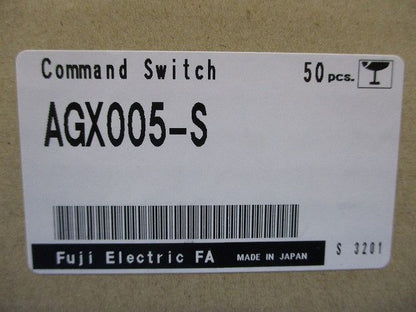 Command Switch 50 pcs.
AGX005-S
Fuji Electric FA MADE IN JAPAN S 3201